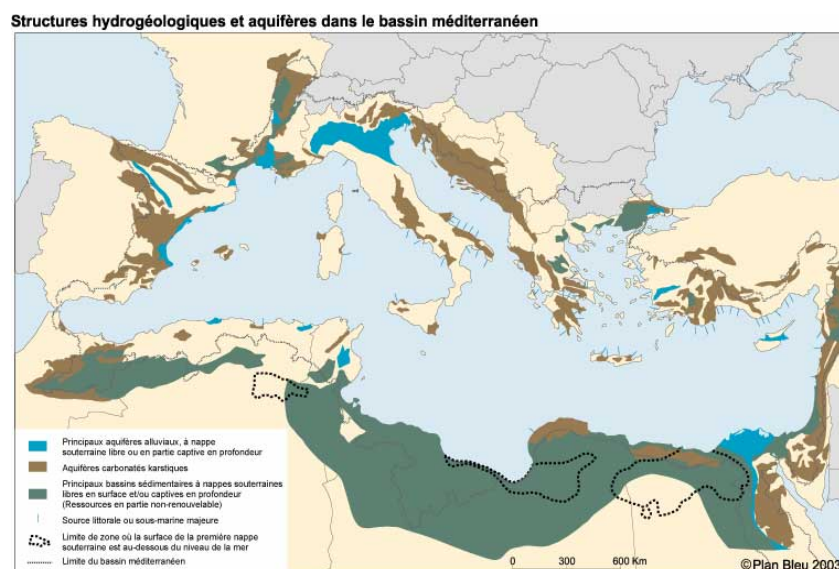 Structures hydrogéologiques et aquifères dans le bassin méditerranéen
Principaux aquifères alluviaux, à nappe
souterraine libre ou en partie captive en profondeur
Aquifères carbonatés karstiques
Principaux bassins sédimentaires à nappes souterraines
libres en surface et/ou captives en profondeur
(Ressources en partie non-renouvelable)
Source littorale ou sous-marine majeure
Limite de zone où la surface de la première nappe
souterraine est au-dessous du niveau de la mer
Limite du bassin méditerranéen
0 300 600 Km
©Plan Bleu 2003